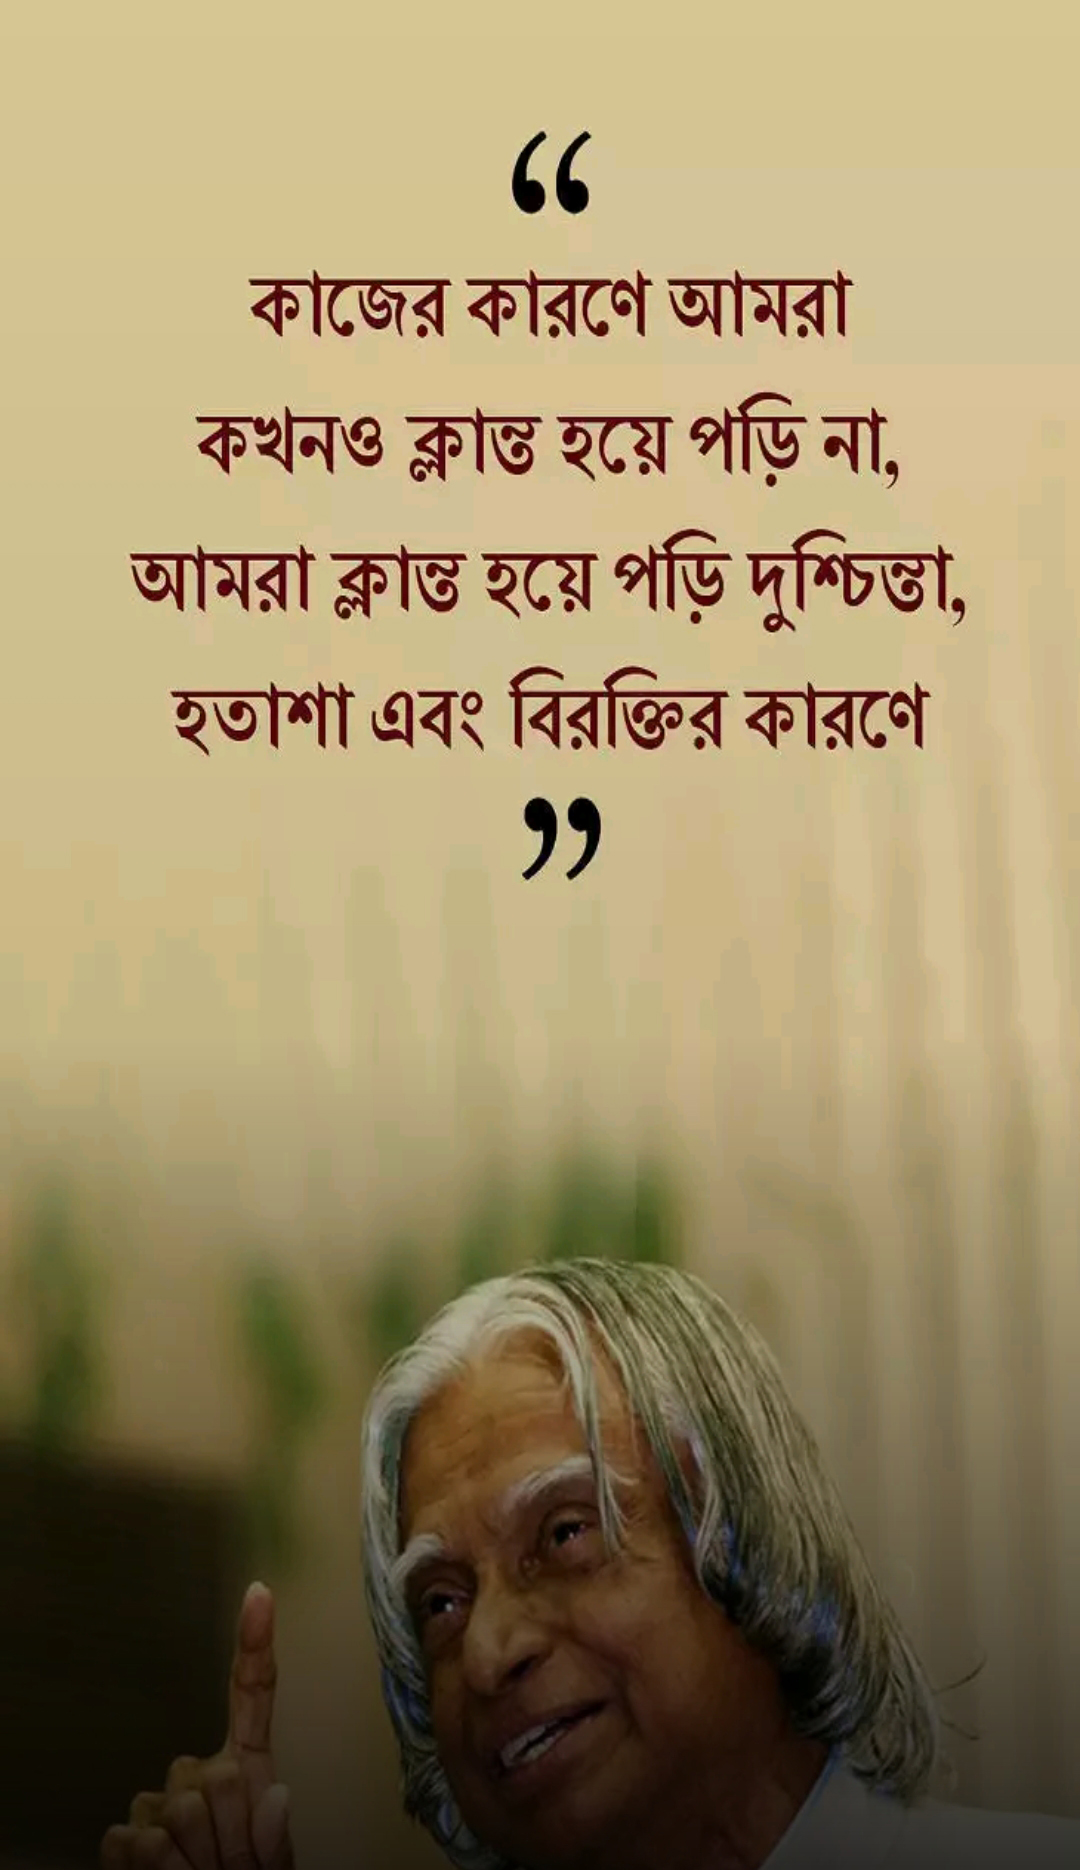 “
কাজের কারণে আমরা
কখনও ক্লান্ত হয়ে পড়ি না,
আমরা ক্লান্ত হয়ে পড়ি দুশ্চিন্তা,
হতাশা এবং বিরক্তির কারণে
”